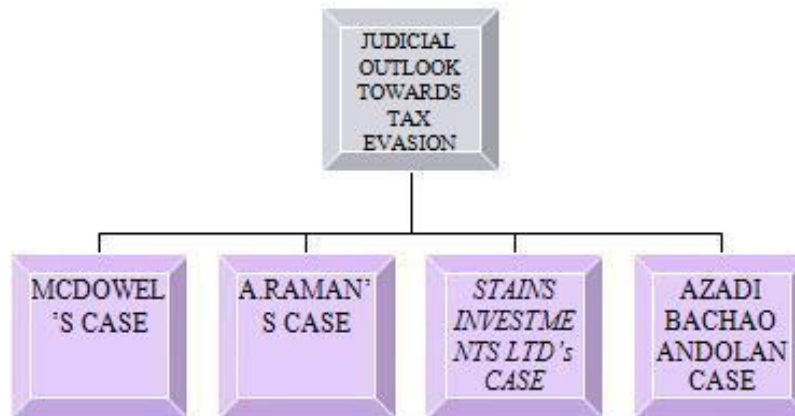 JUDICIAL
OUTLOOK
TOWARDS
TAX
EVASION
MCDOWEL
'S CASE
A.RAMAN'
S CASE
STAINS
INVESTME
NTS LTD's
CASE
AZADI
BACHAO
ANDOLAN
CASE